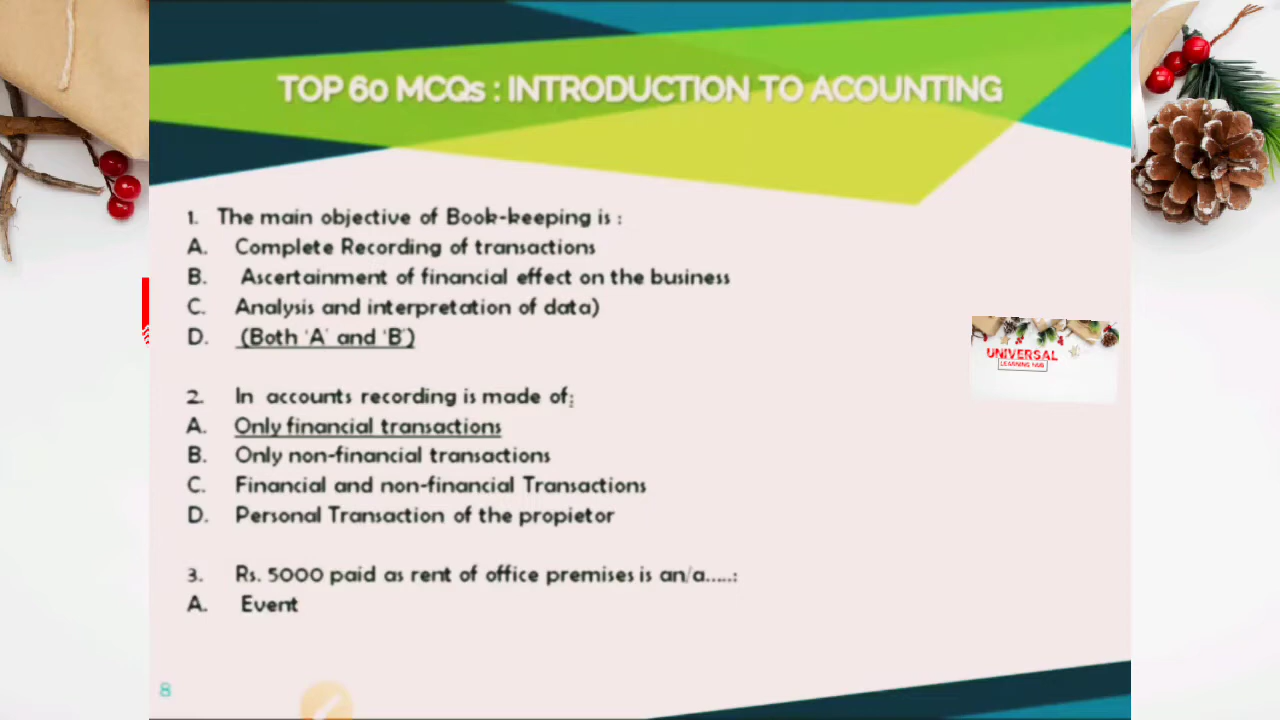 TOP 60 MCQs : INTRODUCTION TO ACOUNTING
1. The main objective of Book-keeping is :
A. Complete Recording of transactions
B. Ascertainment of financial effect on the business
C. Analysis and interpretation of data)
D. (Both 'A' and 'B')
UNIVERSAL
LEARNING HUB
2. In accounts recording is made of;
A. Only financial transactions
B. Only non-financial transactions
C. Financial and non-financial Transactions
D. Personal Transaction of the propietor
3. Rs. 5000 paid as rent of office premises is an/a.....:
A. Event
8